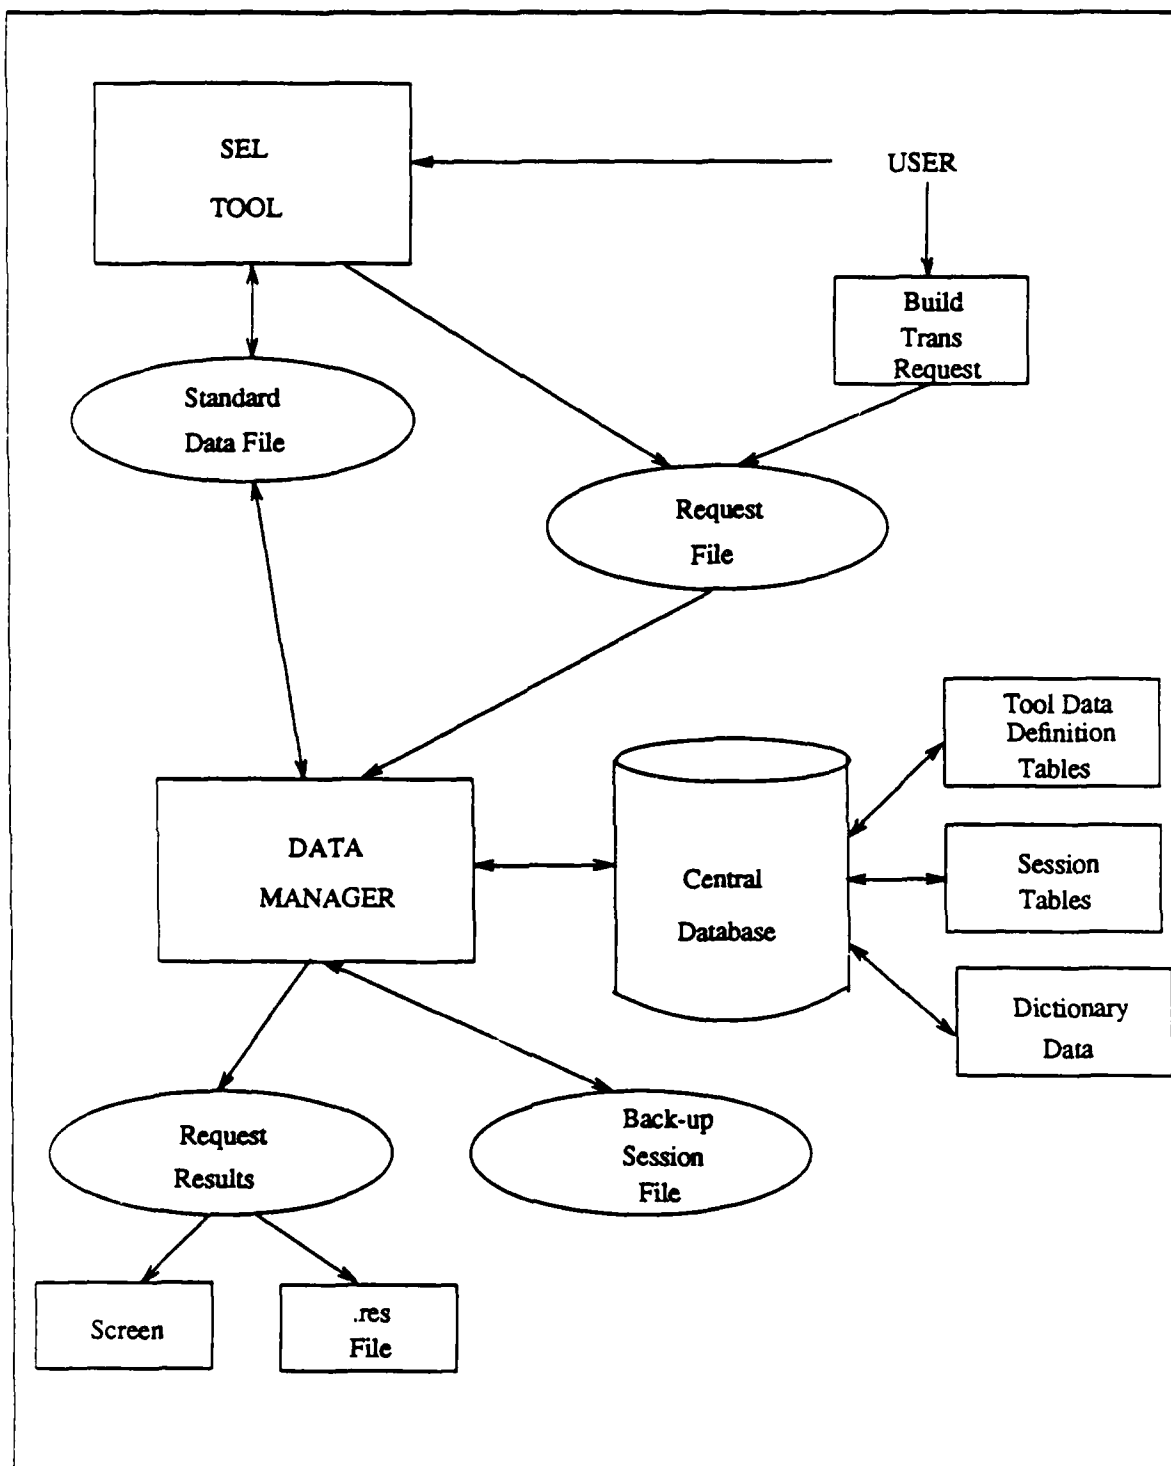 SEL
TOOL
USER
Build
Trans
Request
Standard
Data File
Request
File
Tool Data
Definition
Tables
DATA
MANAGER
Central
Database
Session
Tables
Dictionary
Data
Request
Results
Back-up
Session
File
Screen
.res
File